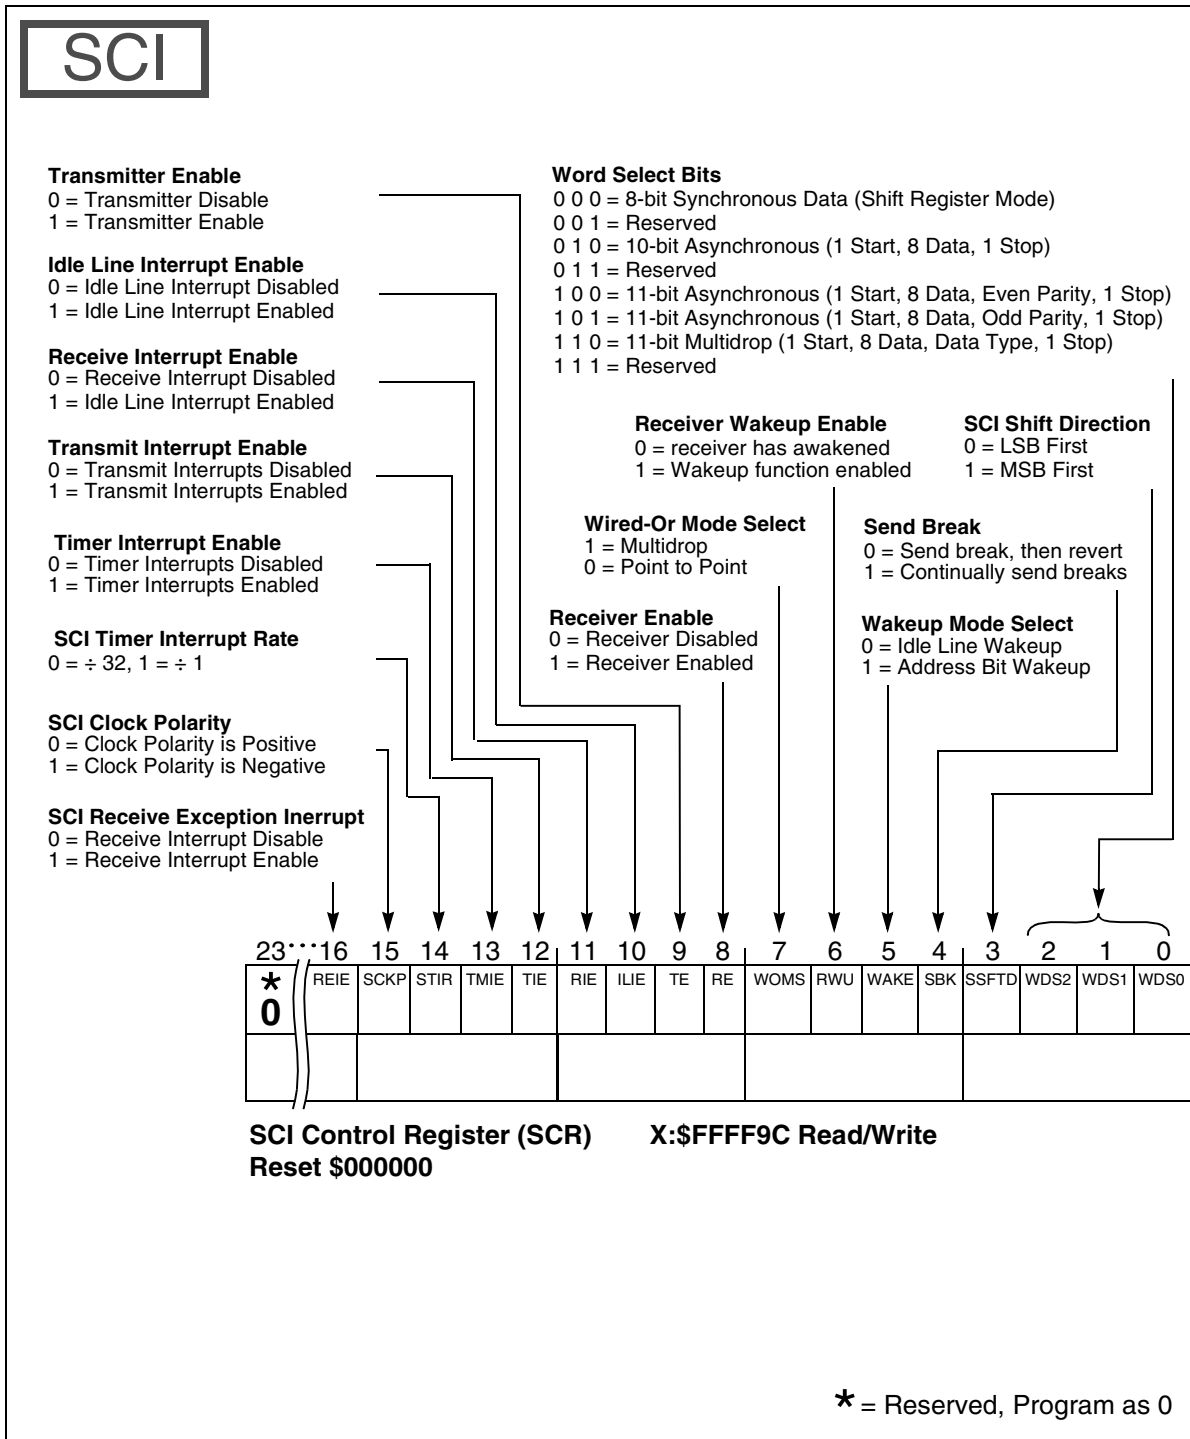 SCI
Transmitter Enable
0 = Transmitter Disable
1 = Transmitter Enable
Idle Line Interrupt Enable
0 = Idle Line Interrupt Disabled
1 = Idle Line Interrupt Enabled
Receive Interrupt Enable
0 = Receive Interrupt Disabled
1 = Idle Line Interrupt Enabled
Transmit Interrupt Enable
0 = Transmit Interrupts Disabled
1 = Transmit Interrupts Enabled
Timer Interrupt Enable
0 = Timer Interrupts Disabled
1 = Timer Interrupts Enabled
SCI Timer Interrupt Rate
0 = ÷ 32, 1 = ÷ 1
SCI Clock Polarity
0 = Clock Polarity is Positive
1 = Clock Polarity is Negative
SCI Receive Exception Inerrupt
0 = Receive Interrupt Disable
1 = Receive Interrupt Enable
Word Select Bits
0 0 0 = 8-bit Synchronous Data (Shift Register Mode)
0 0 1 = Reserved
0 1 0 = 10-bit Asynchronous (1 Start, 8 Data, 1 Stop)
0 1 1 = Reserved
1 0 0 = 11-bit Asynchronous (1 Start, 8 Data, Even Parity, 1 Stop)
1 0 1 = 11-bit Asynchronous (1 Start, 8 Data, Odd Parity, 1 Stop)
1 1 0 = 11-bit Multidrop (1 Start, 8 Data, Data Type, 1 Stop)
1 1 1 = Reserved
Receiver Wakeup Enable
0 = receiver has awakened
1 = Wakeup function enabled
SCI Shift Direction
0 = LSB First
1 = MSB First
Wired-Or Mode Select
1 = Multidrop
0 = Point to Point
Send Break
0 = Send break, then revert
1 = Continually send breaks
Receiver Enable
0 = Receiver Disabled
1 = Receiver Enabled
Wakeup Mode Select
0 = Idle Line Wakeup
1 = Address Bit Wakeup
23 ··· 16 15 14 13 12 11 10 9 8 7 6 5 4 3 2 1 0
* REIE SCKP STIR TMIE TIE RIE ILIE TE RE WOMS RWU WAKE SBK SSFTD WDS2 WDS1 WDS0
0
SCI Control Register (SCR) X:$FFFF9C Read/Write
Reset $000000
* = Reserved, Program as 0